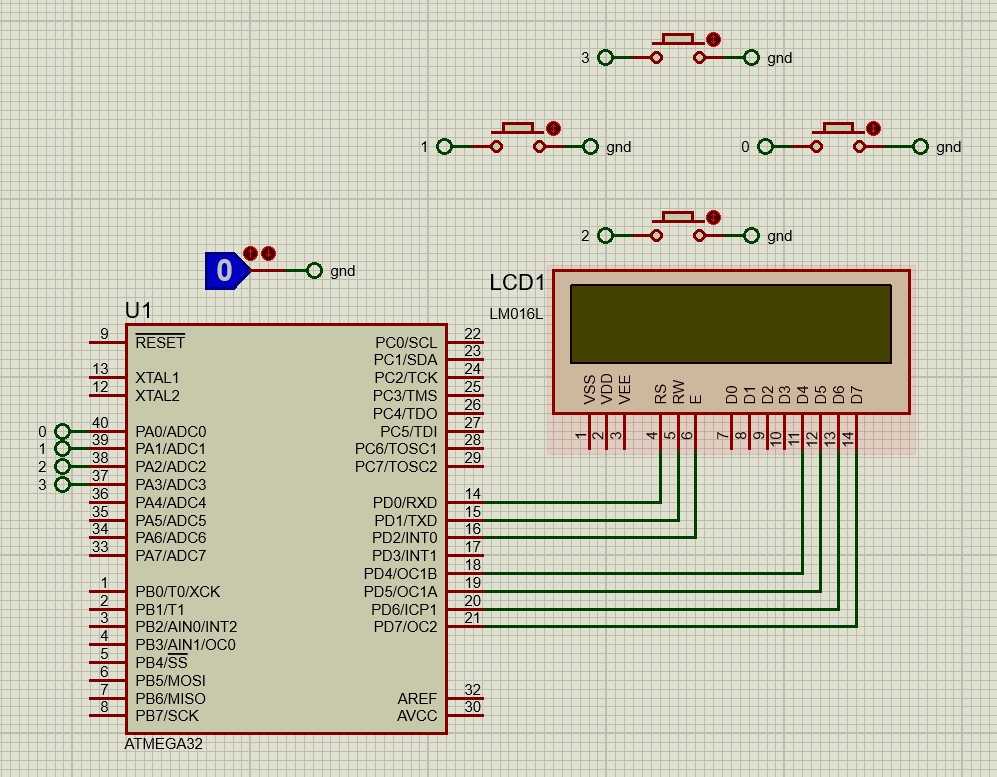 3 gnd
1 gnd
0 gnd
2 gnd
0 gnd
LCD1
LM016L
VSS VDD VEE RS RW E D0 D1 D2 D3 D4 D5 D6 D7
1 2 3 4 5 6 7 8 9 10 11 12 13 14
U1
9 RESET PC0/SCL 22
PC1/SDA 23
13 XTAL1 PC2/TCK 24
12 XTAL2 PC3/TMS 25
PC4/TDO 26
0 40 PA0/ADC0 PC5/TDI 27
1 39 PA1/ADC1 PC6/TOSC1 28
2 38 PA2/ADC2 PC7/TOSC2 29
3 37 PA3/ADC3
36 PA4/ADC4 PD0/RXD 14
35 PA5/ADC5 PD1/TXD 15
34 PA6/ADC6 PD2/INT0 16
33 PA7/ADC7 PD3/INT1 17
PD4/OC1B 18
1 PB0/T0/XCK PD5/OC1A 19
2 PB1/T1 PD6/ICP1 20
3 PB2/AIN0/INT2 PD7/OC2 21
4 PB3/AIN1/OC0
5 PB4/SS
6 PB5/MOSI
7 PB6/MISO AREF 32
8 PB7/SCK AVCC 30
ATMEGA32